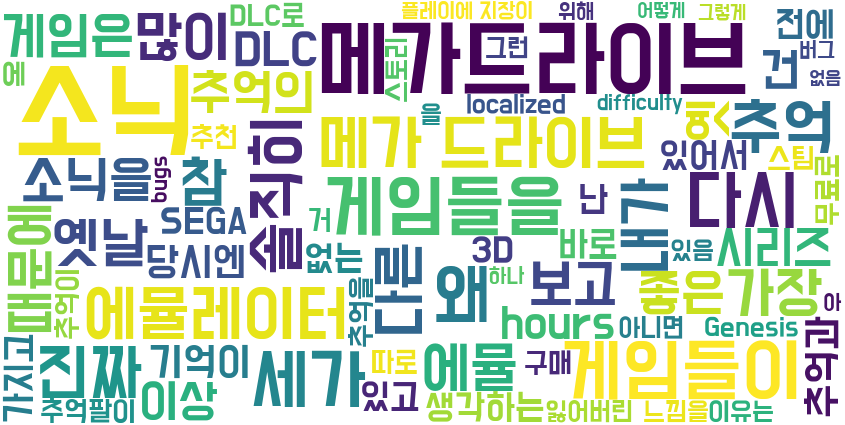 게임은
많이
DLC로
DLC
플레이에 지장이
위해
어떻게
그렇게
전에
버그
없음
옛
건
그런
스토리
메가드라이브
소닉
추억의
추천
localized
difficulty
을
추억
메가 드라이브
있어서
스팀
무료로
소닉을
bugs
참
솔직히
게임들을
난
내가
다시
SEGA
거
옛날
당시엔
없는
3D
바로
있음
시리즈
때문에
추억이
에뮬레이터
추억을
다른
왜
하나
보고
좋은
가장
아
hours
아니면
Genesis
가지고
진짜
기억이
세가
따로
에뮬
구매
게임들이
추억과
추억팔이
이상
있고
생각하는
잃어버린
느낌을
이유는